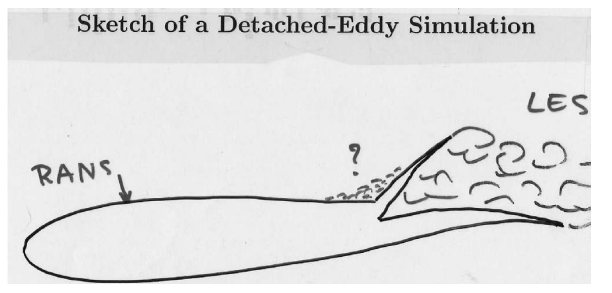 Sketch of a Detached-Eddy Simulation
LES
?
RANS